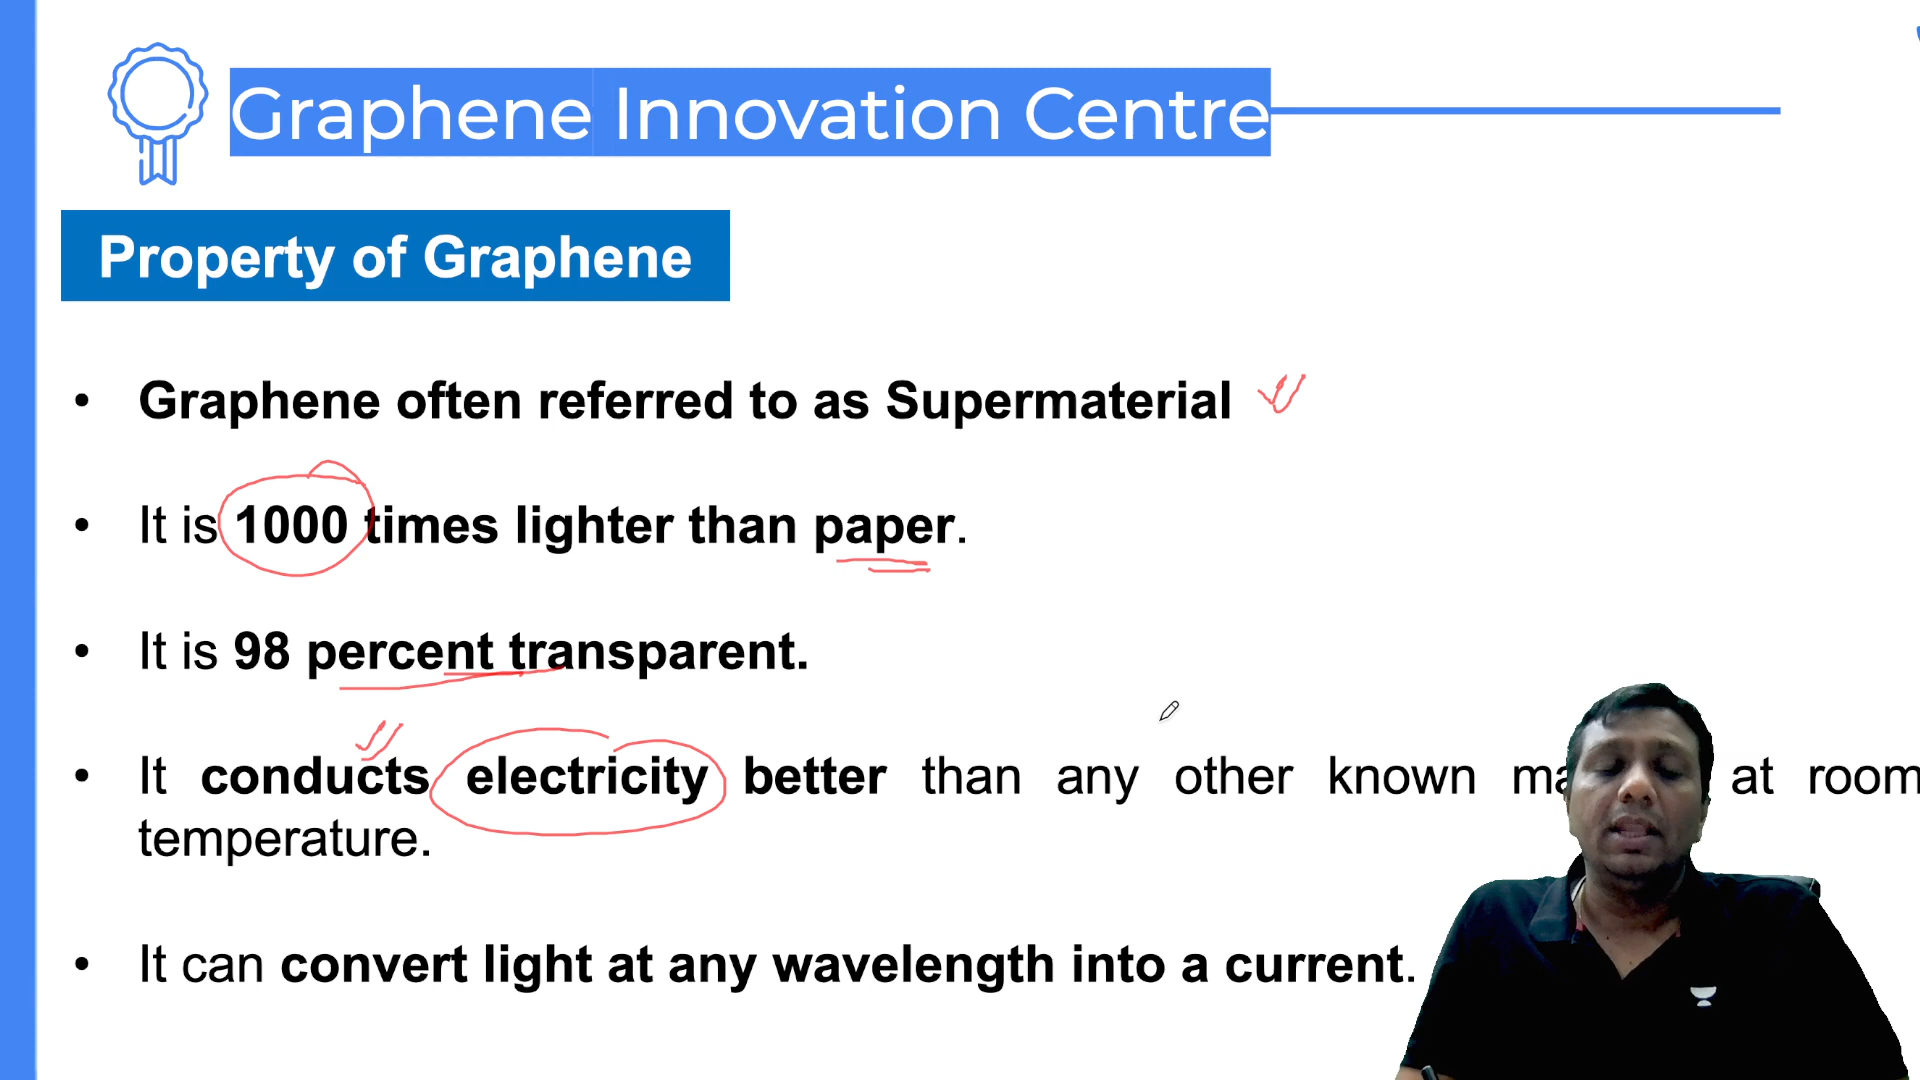 Graphene Innovation Centre
Property of Graphene
• Graphene often referred to as Supermaterial
• It is 1000 times lighter than paper.
• It is 98 percent transparent.
• It conducts electricity better than any other known at room
temperature.
• It can convert light at any wavelength into a current.